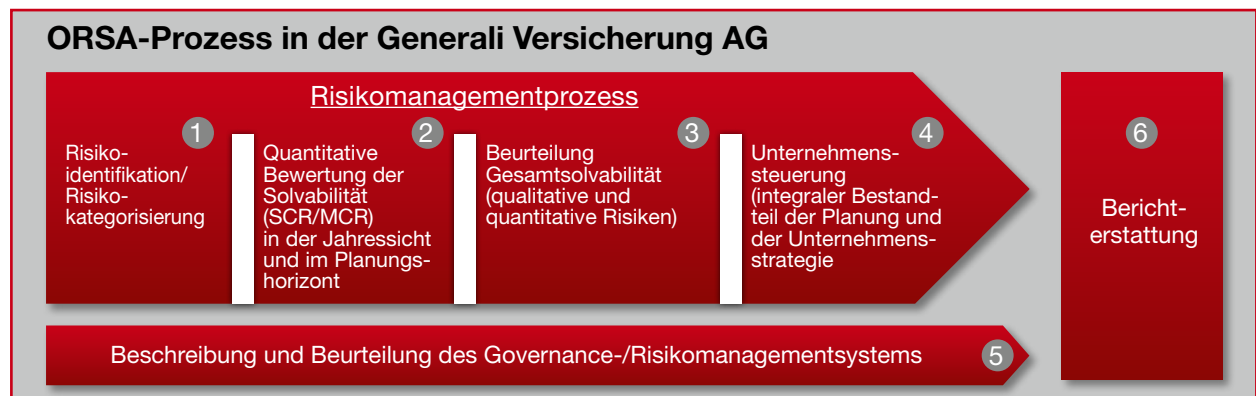 ORSA-Prozess in der Generali Versicherung AG
Risikomanagementprozess
1
Risiko-
identifikation/
Risiko-
kategorisierung
2
Quantitative
Bewertung der
Solvabilität
(SCR/MCR)
in der Jahressicht
und im Planungs-
horizont
3
Beurteilung
Gesamtsolvabilität
(qualitative und
quantitative Risiken)
4
Unternehmens-
steuerung
(integraler Bestand-
teil der Planung und
der Unternehmens-
strategie
Beschreibung und Beurteilung des Governance-/Risikomanagementsystems
5
6
Bericht-
erstattung